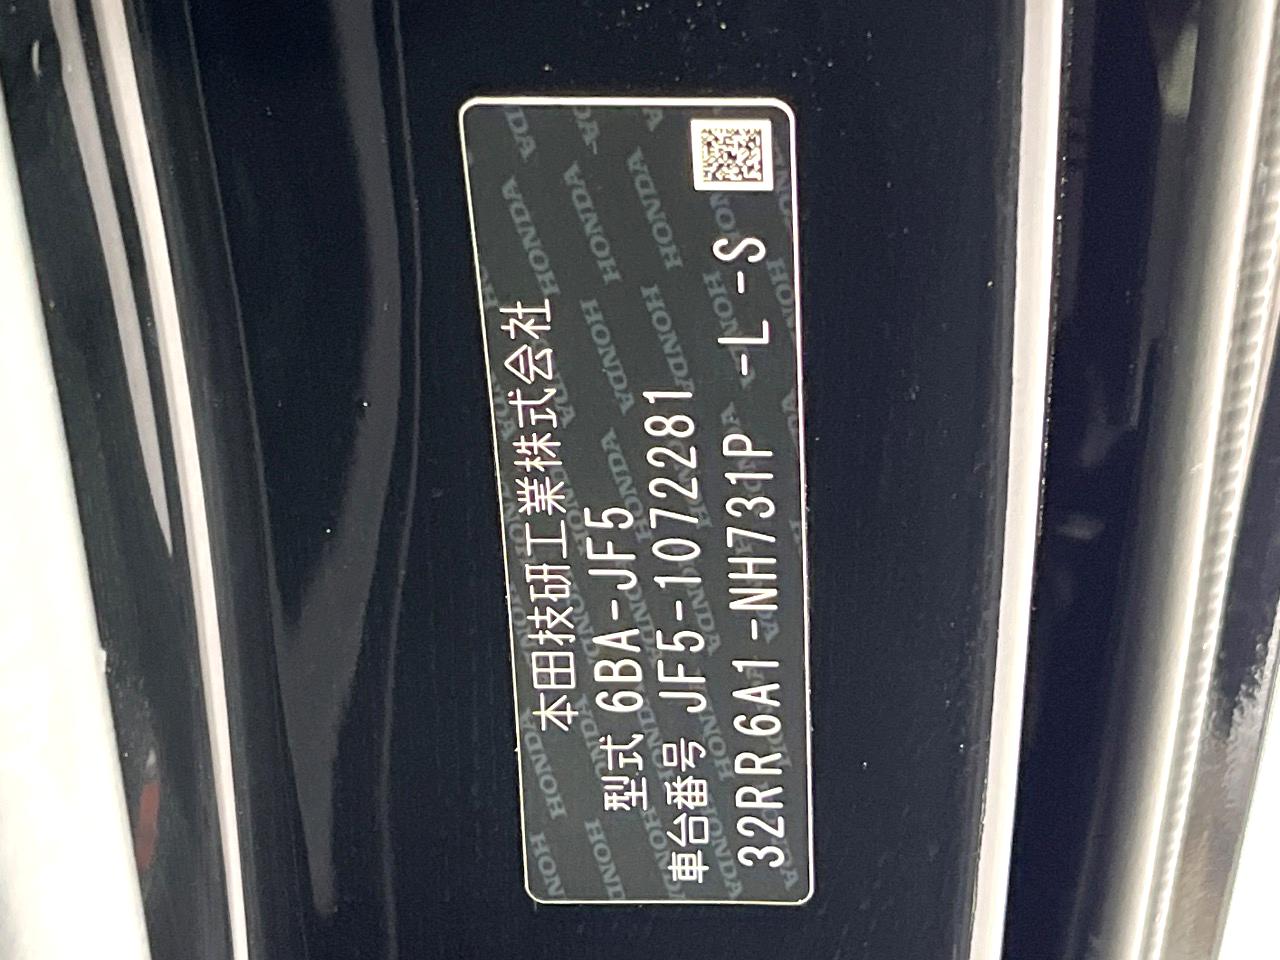 本田技研工業株式会社
型式 6BA-JF5
車台番号 JF5-1072281
32RR6A1-NH731P -L-S